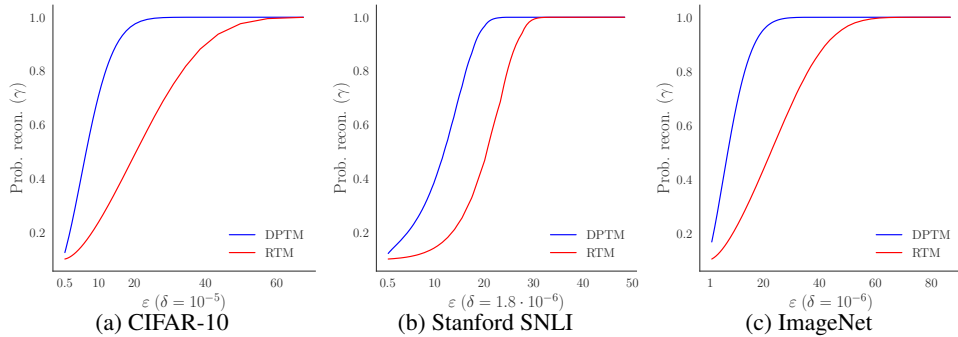 1.0
0.8
0.6
0.4
0.2
Prob. recon. (γ)
DPTM
RTM
0.5 10 20 40 60
ε (δ = 10⁻⁵)
(a) CIFAR-10
1.0
0.8
0.6
0.4
0.2
Prob. recon. (γ)
DPTM
RTM
0.5 10 20 30 40 50
ε (δ = 1.8 · 10⁻⁶)
(b) Stanford SNLI
1.0
0.8
0.6
0.4
0.2
Prob. recon. (γ)
DPTM
RTM
1 20 40 60 80
ε (δ = 10⁻⁶)
(c) ImageNet